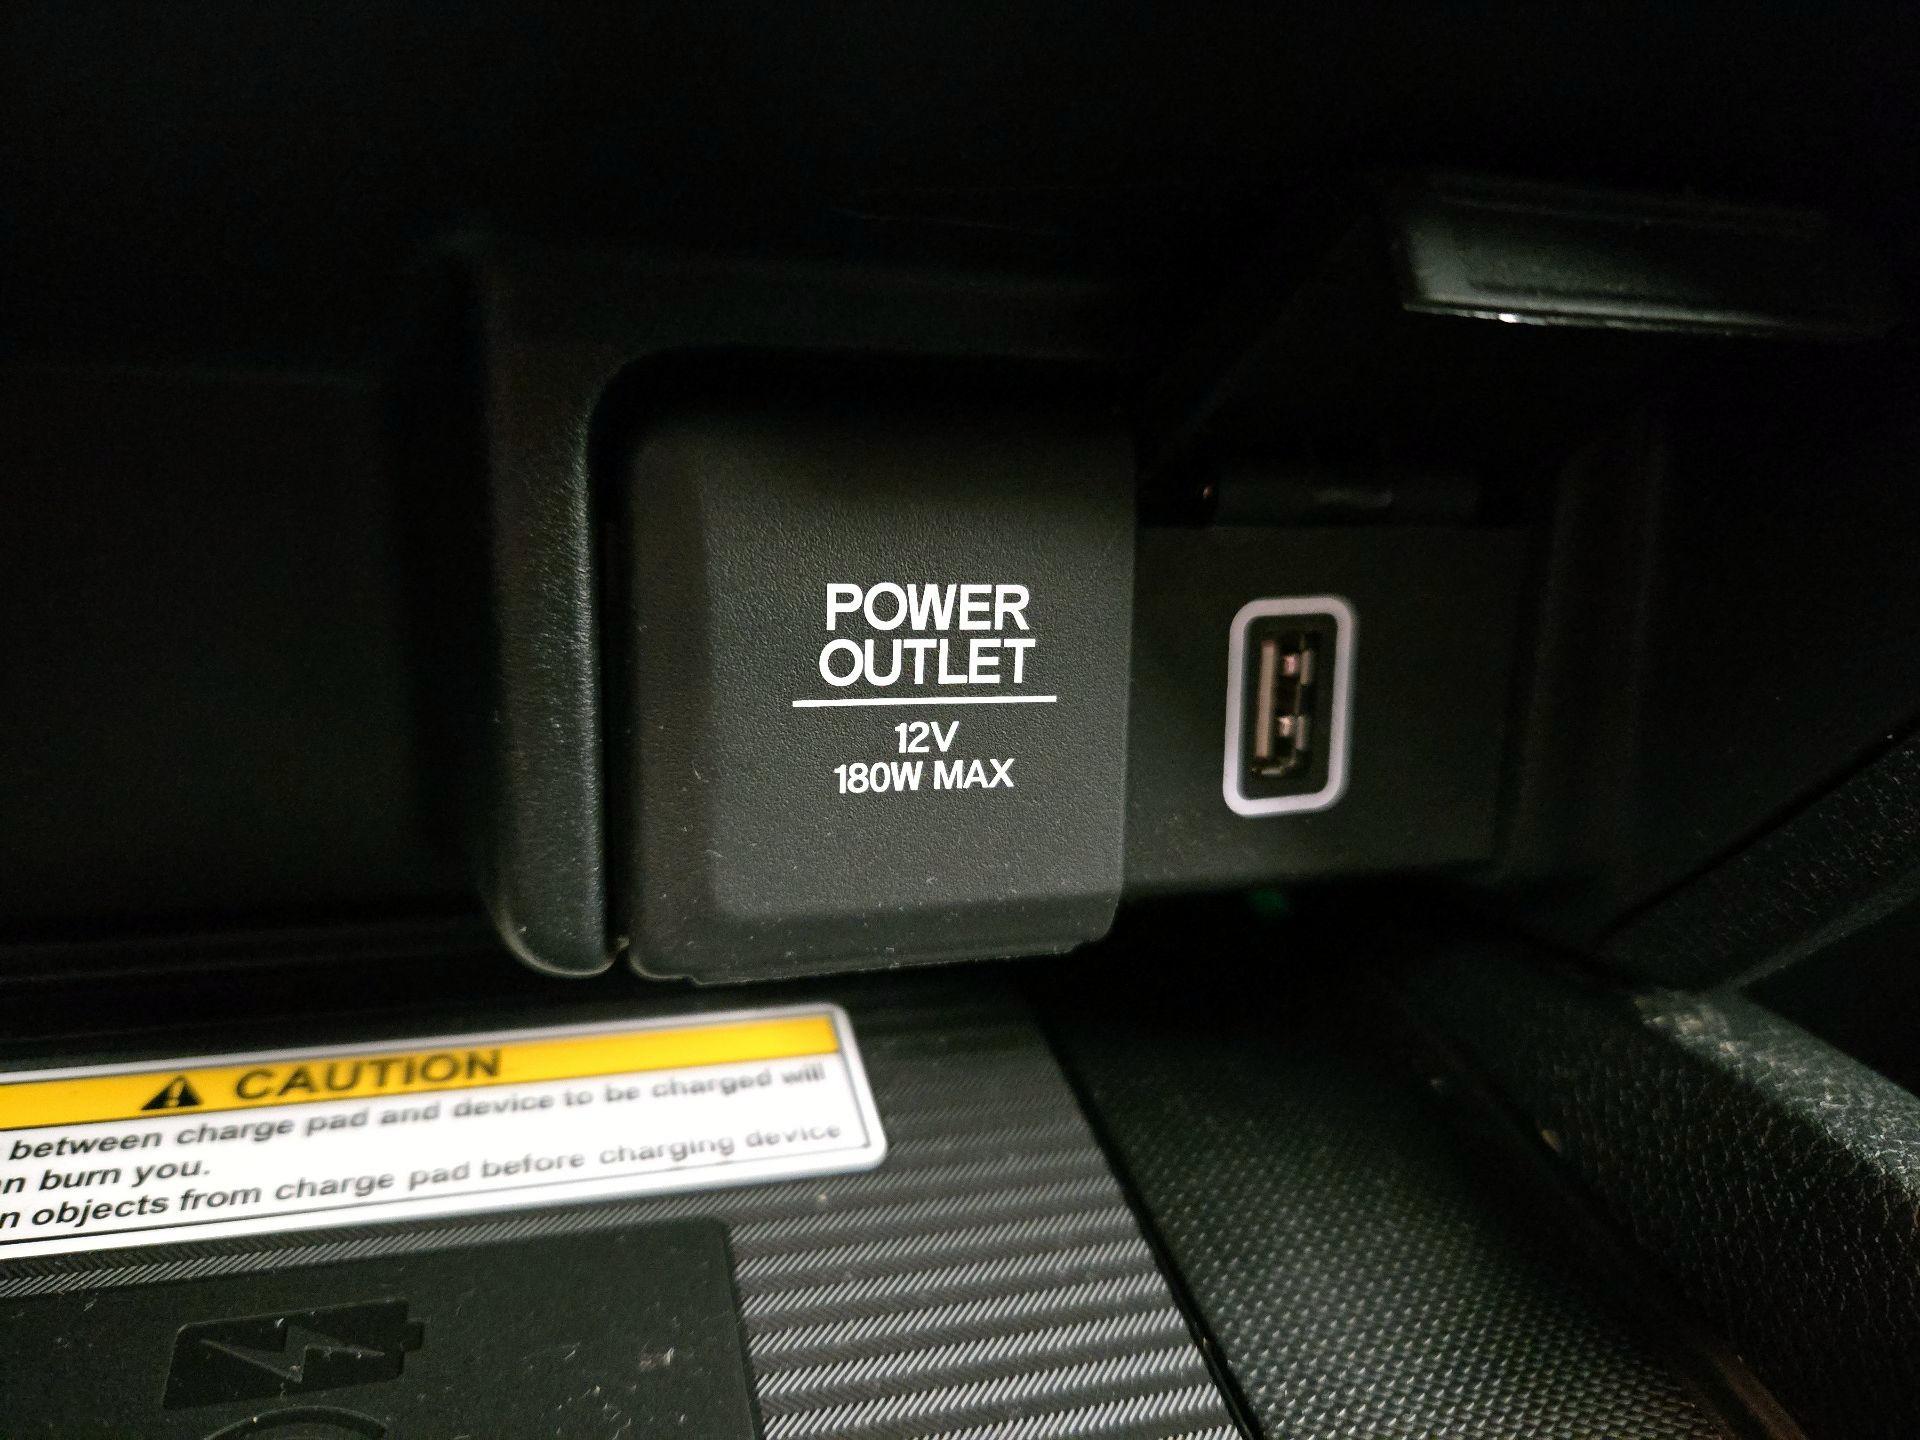 POWER
OUTLET
12V
180W MAX
CAUTION
between charge pad and device to be charged will
burn you.
objects from charge pad before charging device